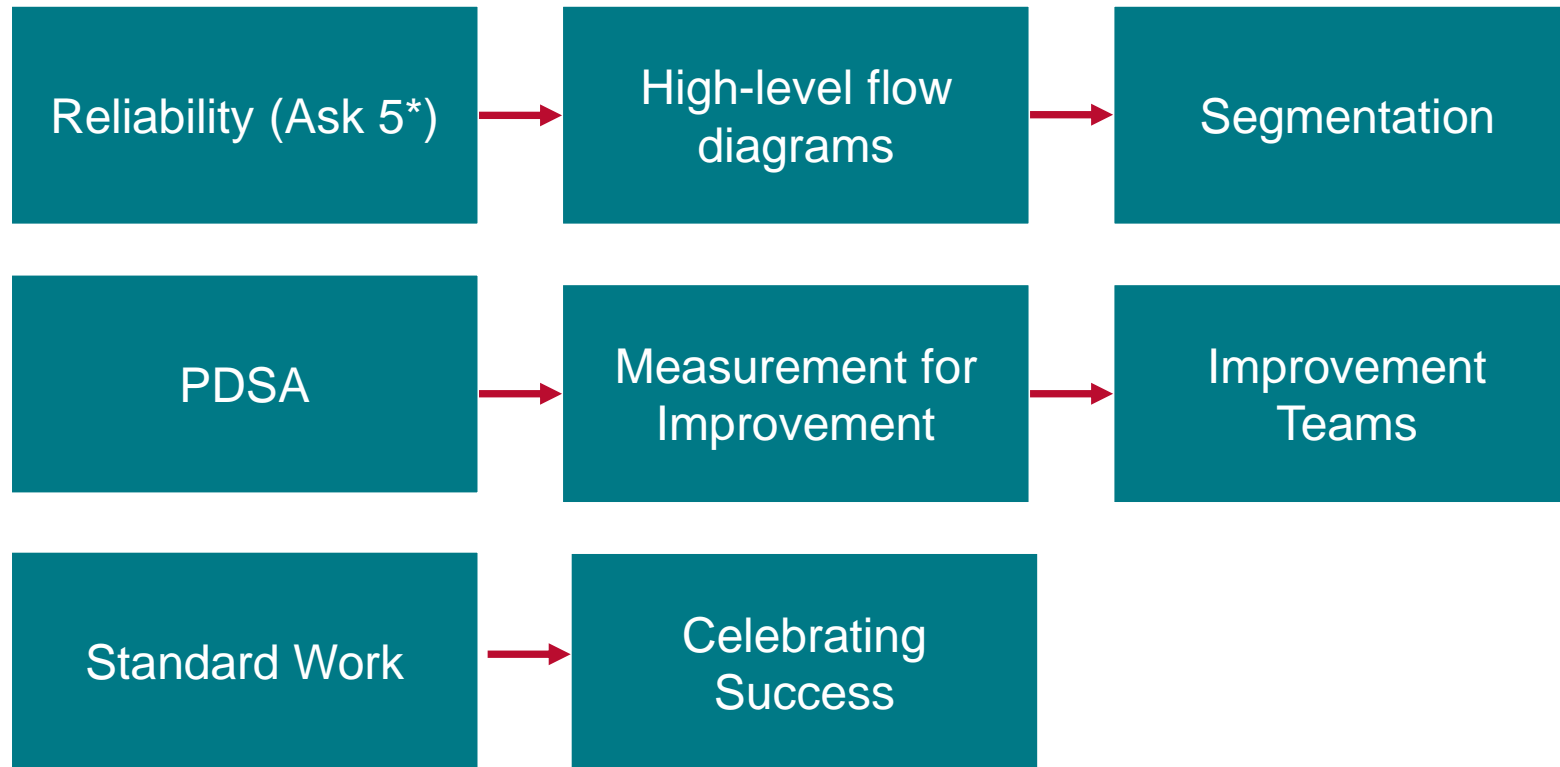 Reliability (Ask 5*)
High-level flow
diagrams
Segmentation
PDSA
Measurement for
Improvement
Improvement
Teams
Standard Work
Celebrating
Success